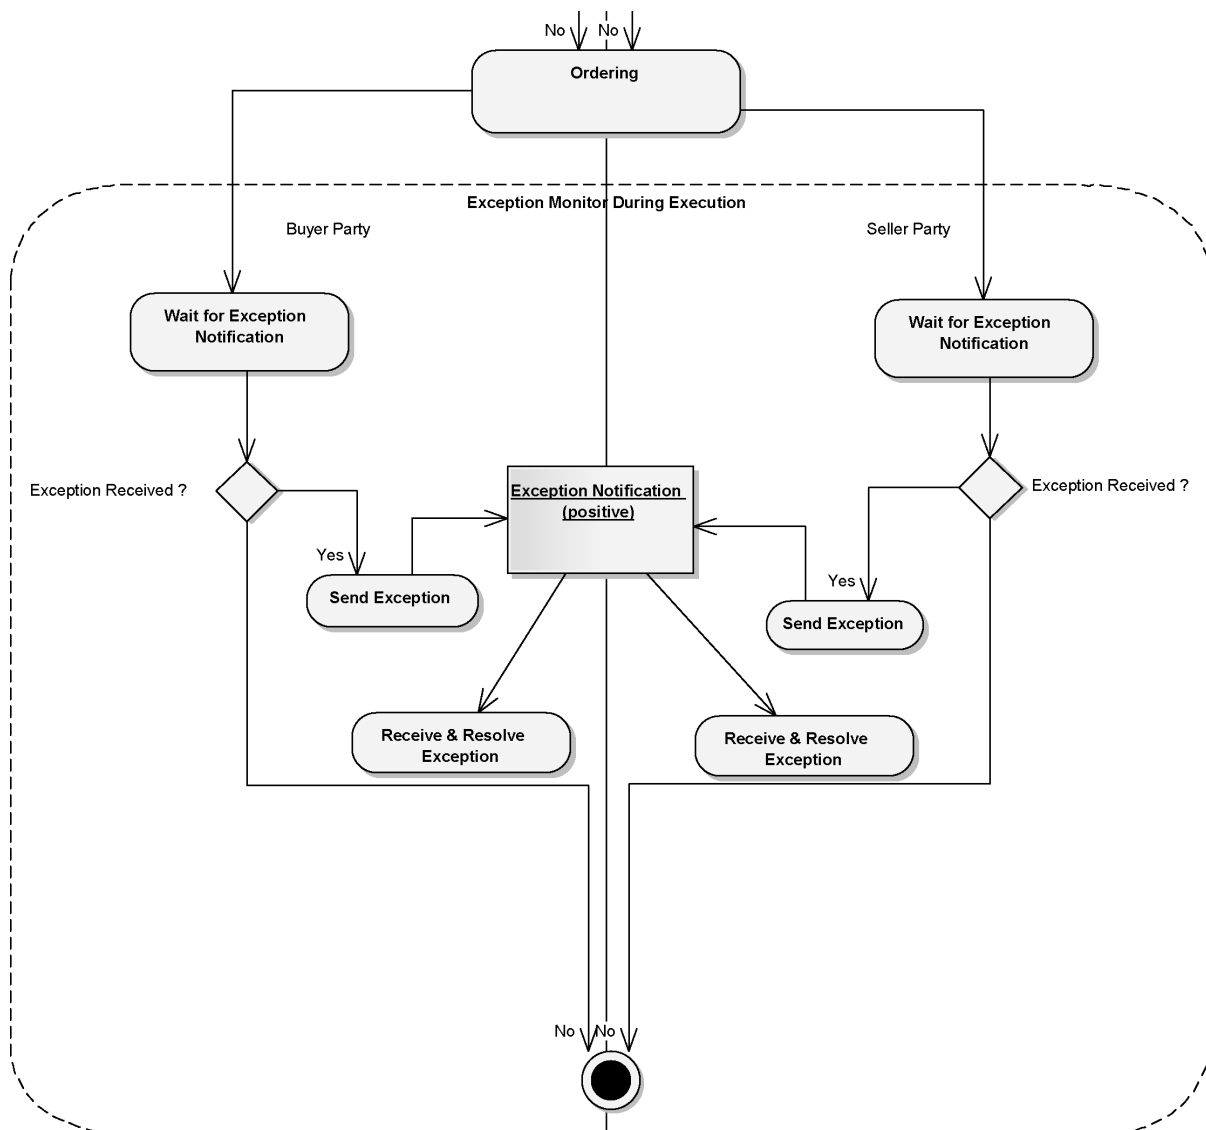 No
No
Ordering
Exception Monitor During Execution
Buyer Party
Seller Party
Wait for Exception
Notification
Wait for Exception
Notification
Exception Received ?
Exception Notification
(positive)
Exception Received ?
Yes
Send Exception
Yes
Send Exception
Receive & Resolve
Exception
Receive & Resolve
Exception
No
No